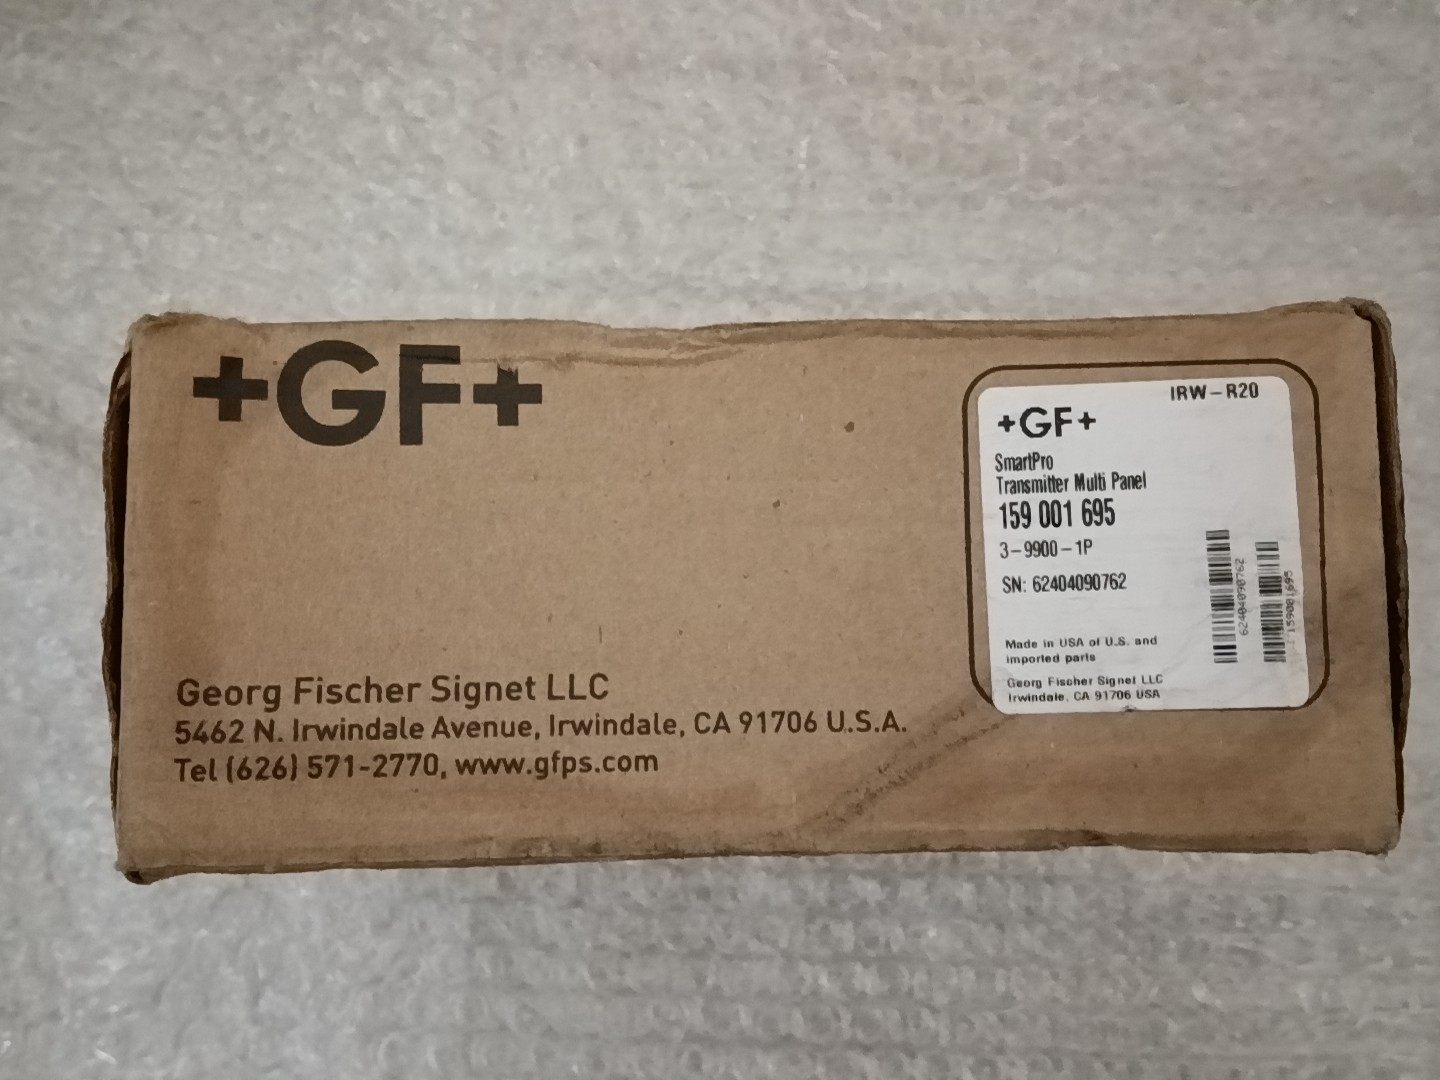 +GF+
Georg Fischer Signet LLC
5462 N. Irwindale Avenue, Irwindale, CA 91706 U.S.A.
Tel (626) 571-2770, www.gfps.com
IRW-R20
+GF+
SmartPro
Transmitter Multi Panel
159 001 695
3-9900-1P
SN: 62404090762
Made in USA of U.S. and
imported parts
Georg Fischer Signet LLC
Irwindale, CA 91706 USA
62404090762
159001695